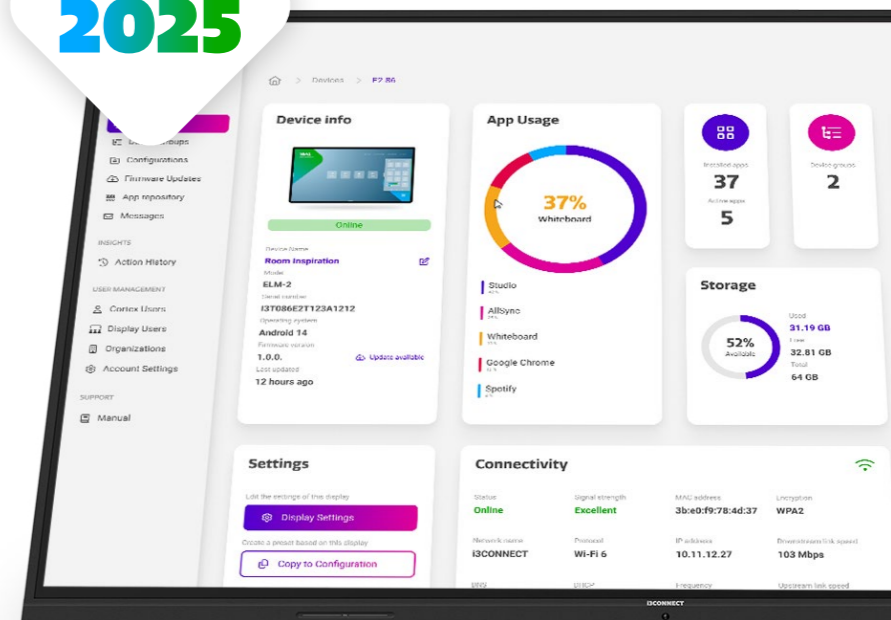 2025
Devices > E2 86
Configurations
Firmware Updates
App repository
Messages
INSIGHTS
Action History
USER MANAGEMENT
Cortex Users
Display Users
Organizations
Account Settings
SUPPORT
Manual
Device info
Online
Device Name
Room Inspiration
Model
ELM-2
Serial number
I3T086E2T123A1212
Operating system
Android 14
Firmware version
1.0.0.
Update available
Last updated
12 hours ago
App Usage
37%
Whiteboard
Studio
AllSync
Whiteboard
Google Chrome
Spotify
Installed apps
37
Active apps
5
Device groups
2
Storage
52%
Available
Used
31.19 GB
Free
32.81 GB
Total
64 GB
Settings
Edit the settings of this display
Display Settings
Create a preset based on this display
Copy to Configuration
Connectivity
Status
Online
Signal strength
Excellent
MAC address
3b:e0:f9:78:4d:37
Encryption
WPA2
Network name
i3CONNECT
Protocol
Wi-Fi 6
IP address
10.11.12.27
Downstream link speed
103 Mbps
DNS
DHCP
Frequency
Upstream link speed
i3CONNECT